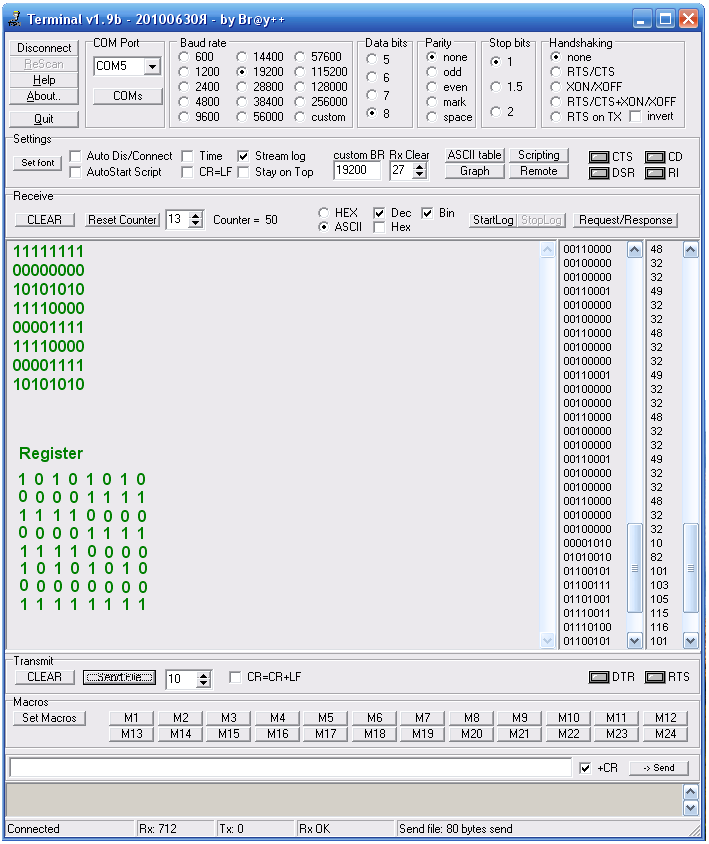 Terminal v1.9b - 20100630Я - by Br@y++
Disconnect
ReScan
Help
About..
Quit
COM Port
COM5
COMs
Baud rate
600 14400 57600
1200 19200 115200
2400 28800 128000
4800 38400 256000
9600 56000 custom
Data bits
5
6
7
8
Parity
none
odd
even
mark
space
Stop bits
1
1.5
2
Handshaking
none
RTS/CTS
XON/XOFF
RTS/CTS+XON/XOFF
RTS on TX invert
Settings
Set font
Auto Dis/Connect Time Stream log
AutoStart Script CR=LF Stay on Top
custom BR Rx Clear
19200 27
ASCII table Scripting
Graph Remote
CTS CD
DSR RI
Receive
CLEAR Reset Counter 13 Counter = 50
HEX Dec Bin
ASCII Hex
StartLog StopLog Request/Response
11111111
00000000
10101010
11110000
00001111
11110000
00001111
10101010
Register
1 0 1 0 1 0 1 0
0 0 0 0 1 1 1 1
1 1 1 1 0 0 0 0
0 0 0 0 1 1 1 1
1 1 1 1 0 0 0 0
1 0 1 0 1 0 1 0
0 0 0 0 0 0 0 0
1 1 1 1 1 1 1 1
00110000 48
00100000 32
00100000 32
00110001 49
00100000 32
00100000 32
00110000 48
00100000 32
00100000 32
00110001 49
00100000 32
00100000 32
00110000 48
00100000 32
00100000 32
00110001 49
00100000 32
00100000 32
00110000 48
00100000 32
00100000 32
00001010 10
01010010 82
01100101 101
01100111 103
01101001 105
01110011 115
01110100 116
01100101 101
Transmit
CLEAR Send File 10 CR=CR+LF
DTR RTS
Macros
Set Macros
M1 M2 M3 M4 M5 M6 M7 M8 M9 M10 M11 M12
M13 M14 M15 M16 M17 M18 M19 M20 M21 M22 M23 M24
+CR -> Send
Connected Rx: 712 Tx: 0 Rx OK Send file: 80 bytes send